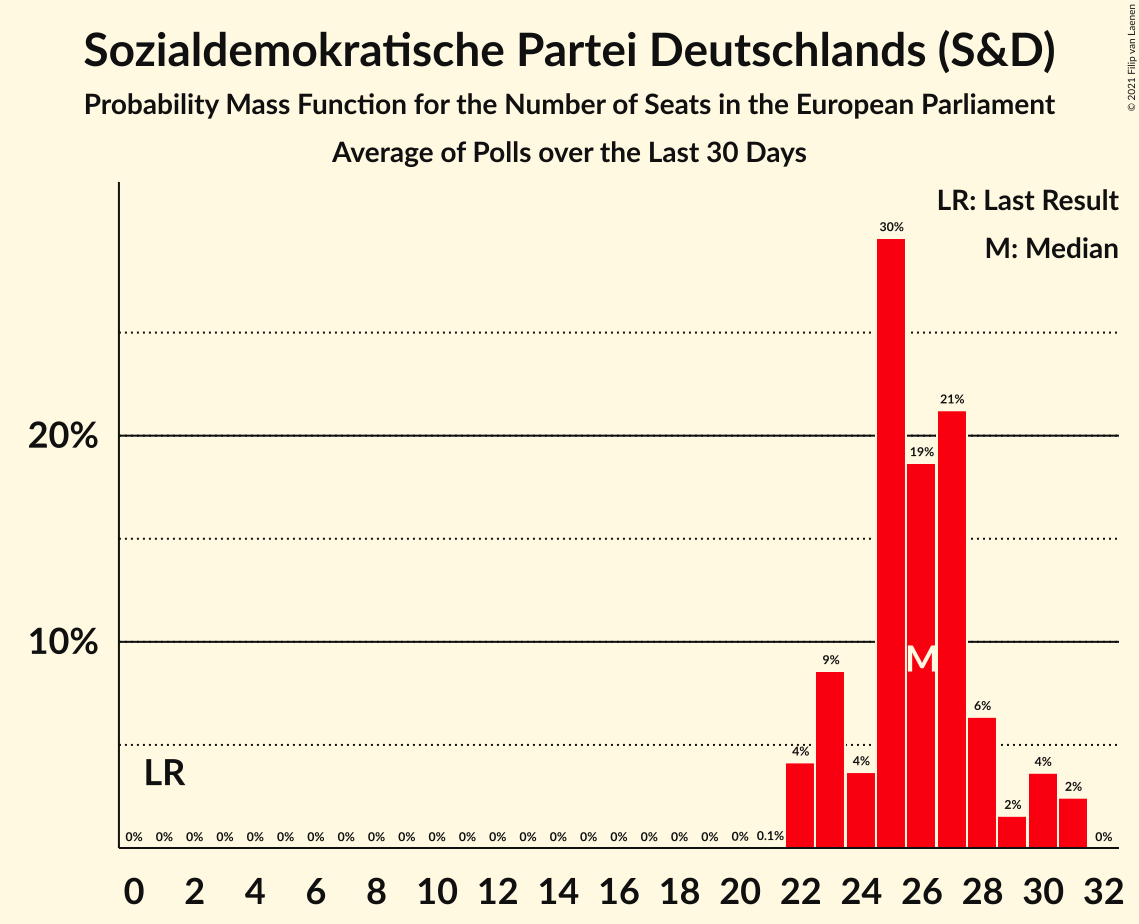 Sozialdemokratische Partei Deutschlands (S&D)
Probability Mass Function for the Number of Seats in the European Parliament
Average of Polls over the Last 30 Days
© 2021 Filip van Laenen
LR: Last Result
M: Median
30%
21%
20%
19%
10%
M
9%
6%
4%
4%
4%
LR
2%
2%
0% 0% 0% 0% 0% 0% 0% 0% 0% 0% 0% 0% 0% 0% 0% 0% 0% 0% 0% 0% 0% 0.1% 0%
0 2 4 6 8 10 12 14 16 18 20 22 24 26 28 30 32